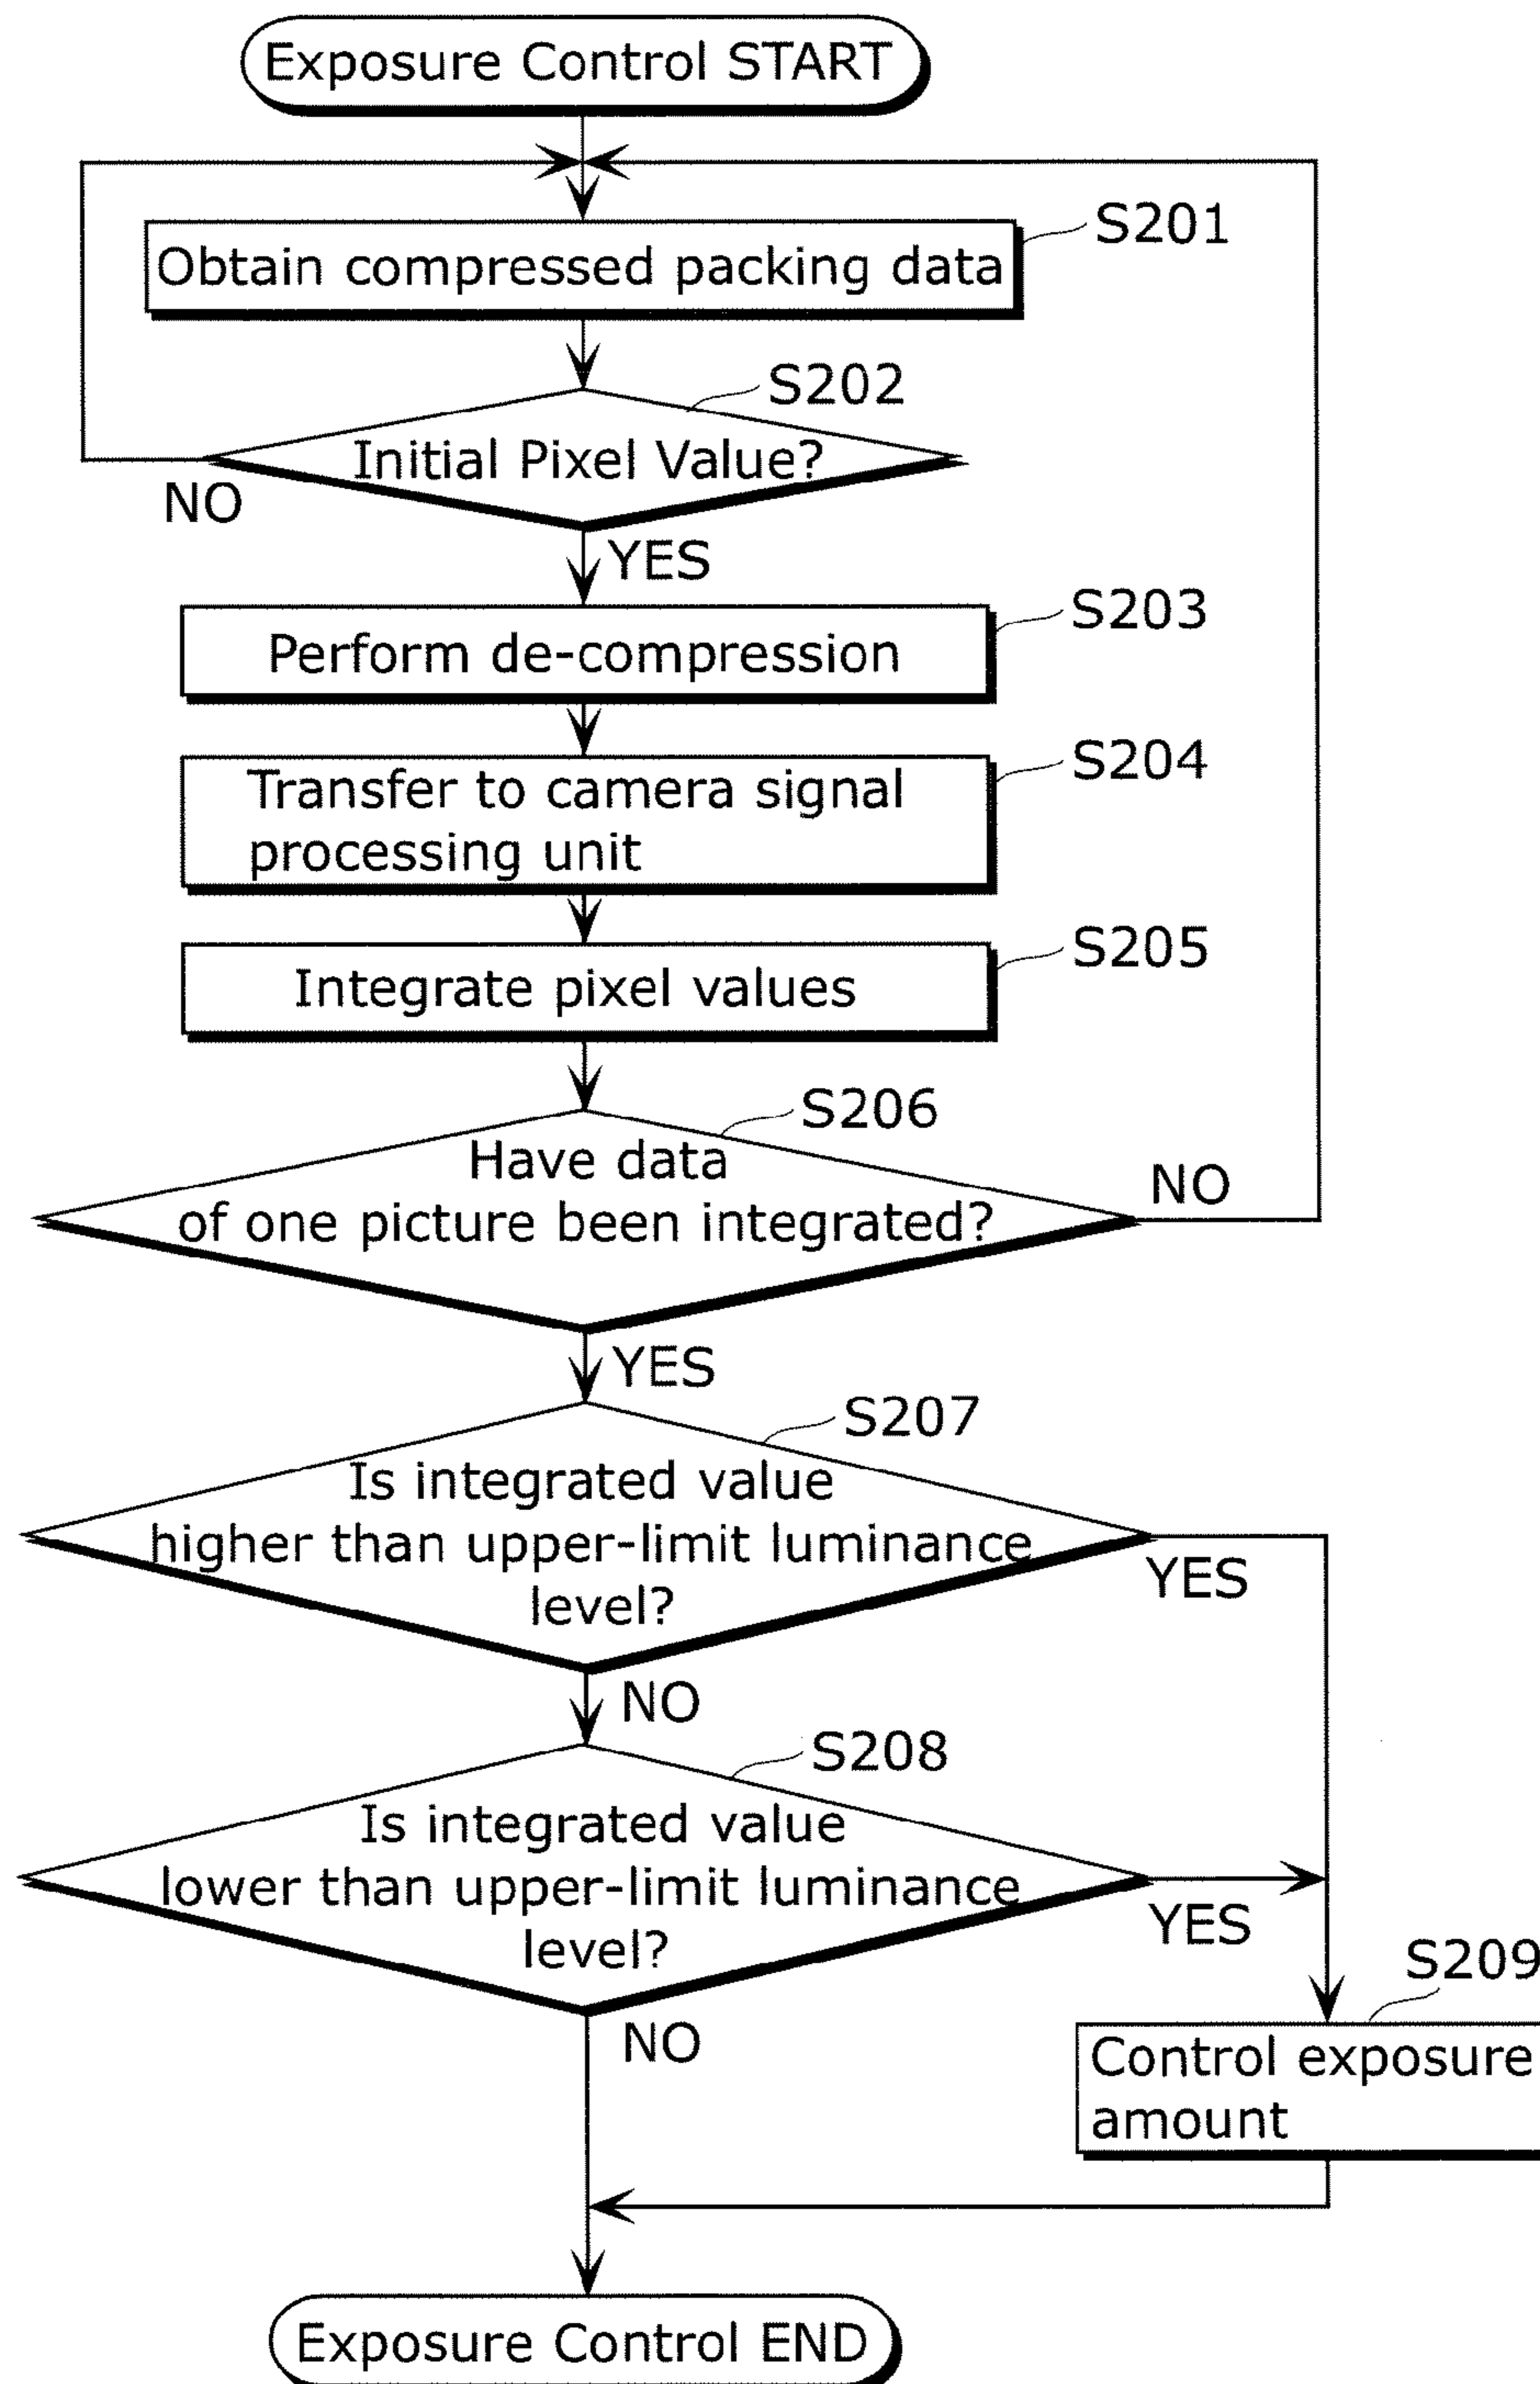 Exposure Control START
S201
Obtain compressed packing data
S202
Initial Pixel Value?
NO
YES
S203
Perform de-compression
S204
Transfer to camera signal
processing unit
S205
Integrate pixel values
S206
Have data
of one picture been integrated?
NO
YES
S207
Is integrated value
higher than upper-limit luminance
level?
YES
NO
S208
Is integrated value
lower than upper-limit luminance
level?
YES
S209
NO
Control exposure
amount
Exposure Control END